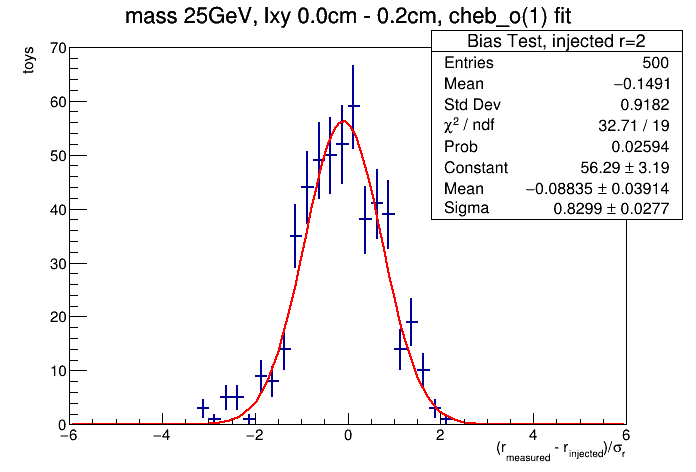 mass 25GeV, lxy 0.0cm - 0.2cm, cheb_o(1) fit
Bias Test, injected r=2
Entries 500
Mean −0.1491
Std Dev 0.9182
χ² / ndf 32.71 / 19
Prob 0.02594
Constant 56.29 ± 3.19
Mean −0.08835 ± 0.03914
Sigma 0.8299 ± 0.0277
toys
70
60
50
40
30
20
10
0
−6 −4 −2 0 2 4 6
(r_measured - r_injected)/σ_r